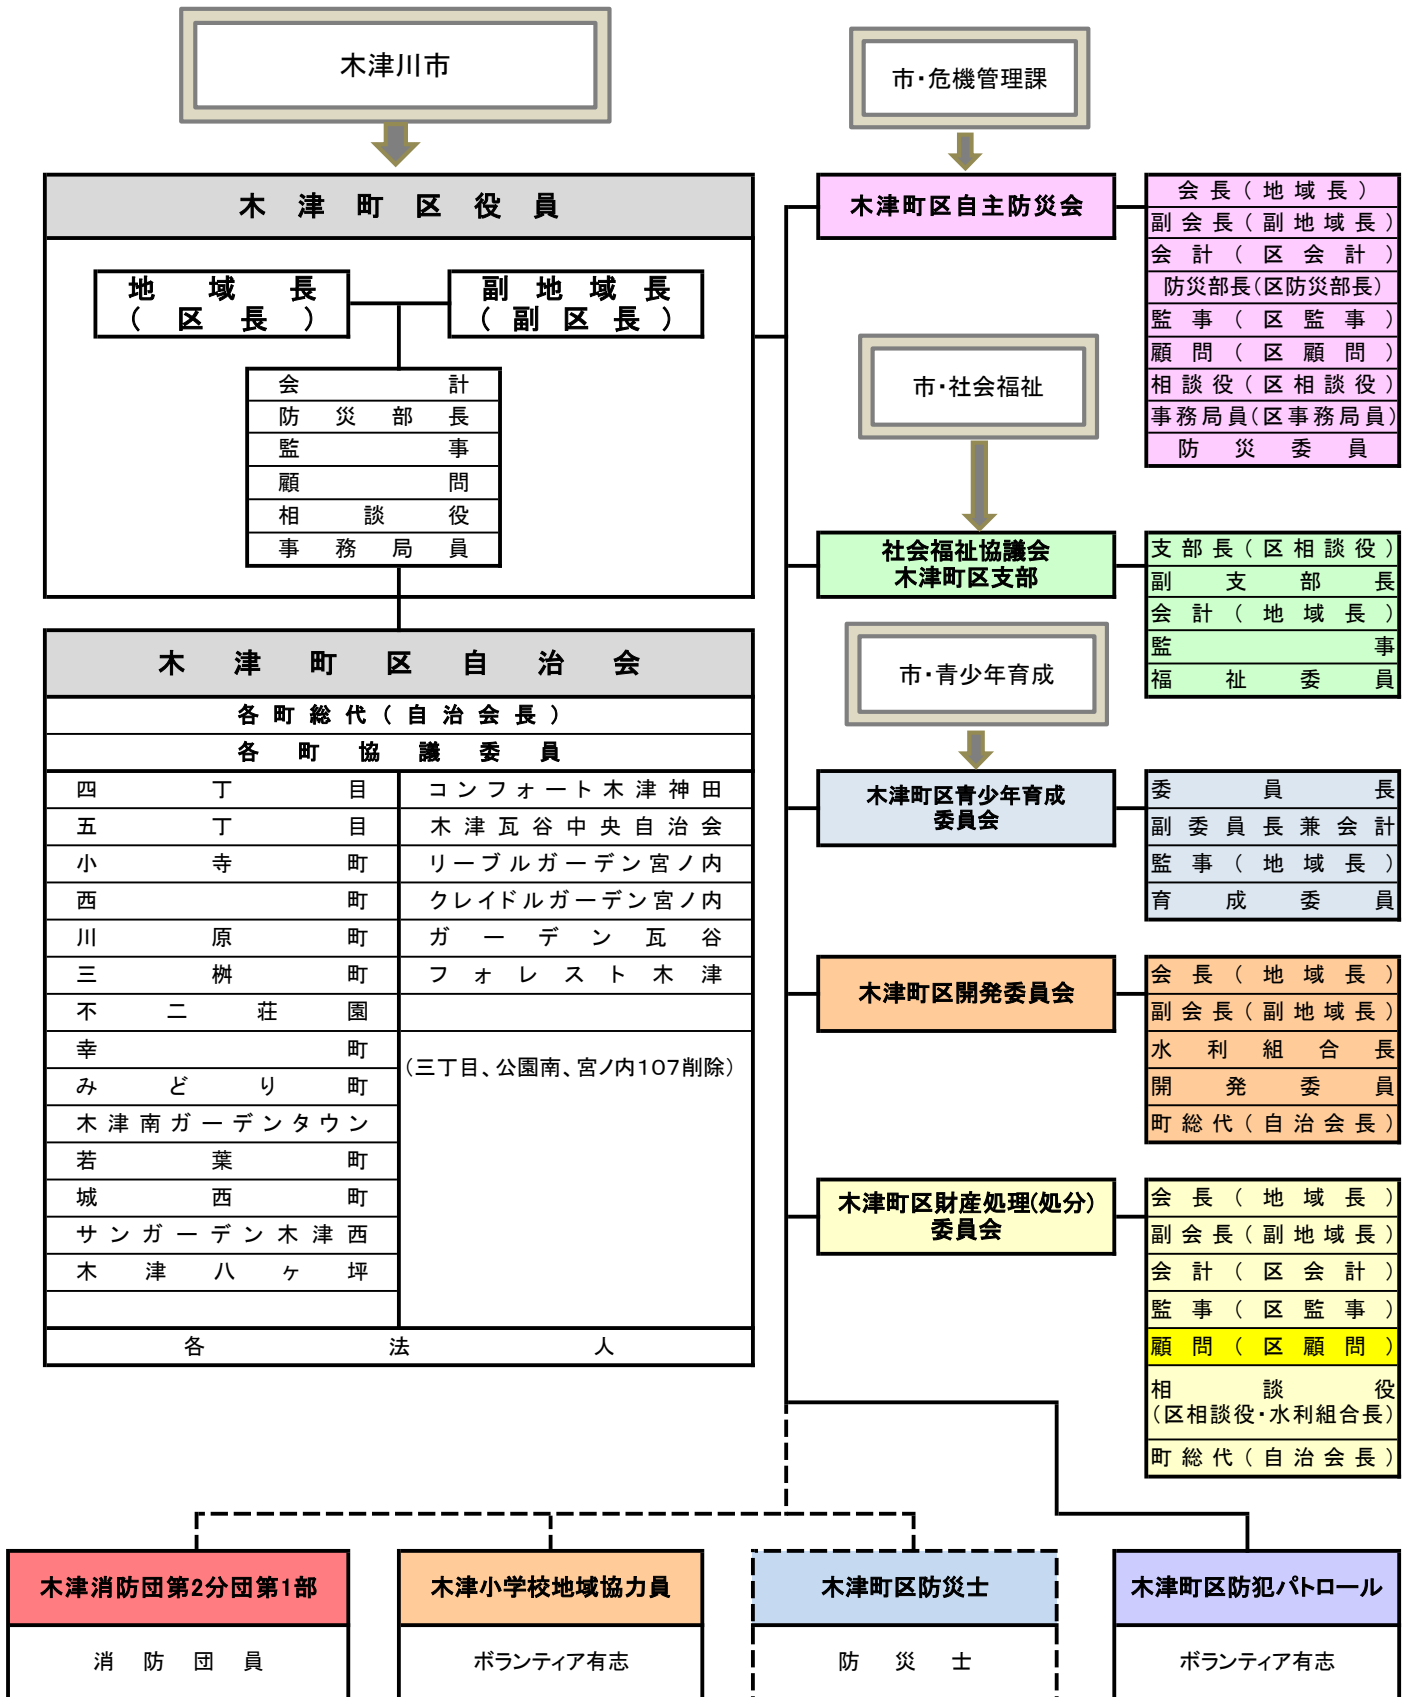 木津川市
市・危機管理課
木津町区役員
地域長
(区長)
副地域長
(副区長)
会計
防災部長
監事
顧問
相談役
事務局員
木津町区自治会
各町総代(自治会長)
各町協議委員
四丁目
五丁目
小寺町
西町
川原町
三桝町
不二荘園
幸町
みどり町
木津南ガーデンタウン
若葉町
城西町
サンガーデン木津西
木津八ヶ坪
コンフォート木津神田
木津瓦谷中央自治会
リーブルガーデン宮ノ内
クレイドルガーデン宮ノ内
ガーデン瓦谷
フォレスト木津
(三丁目、公園南、宮ノ内107削除)
各法人
木津町区自主防災会
会長(地域長)
副会長(副地域長)
会計(区会計)
防災部長(区防災部長)
監事(区監事)
顧問(区顧問)
相談役(区相談役)
事務局員(区事務局員)
防災委員
市・社会福祉
社会福祉協議会
木津町区支部
支部長(区相談役)
副支部長
会計(地域長)
監事
福祉委員
市・青少年育成
木津町区青少年育成
委員会
委員長
副委員長兼会計
監事(地域長)
育成委員
木津町区開発委員会
会長(地域長)
副会長(副地域長)
水利組合長
開発委員
町総代(自治会長)
木津町区財産処理(処分)
委員会
会長(地域長)
副会長(副地域長)
会計(区会計)
監事(区監事)
顧問(区顧問)
相談役
(区相談役・水利組合長)
町総代(自治会長)
木津消防団第2分団第1部
消防団員
木津小学校地域協力員
ボランティア有志
木津町区防災士
防災士
木津町区防犯パトロール
ボランティア有志